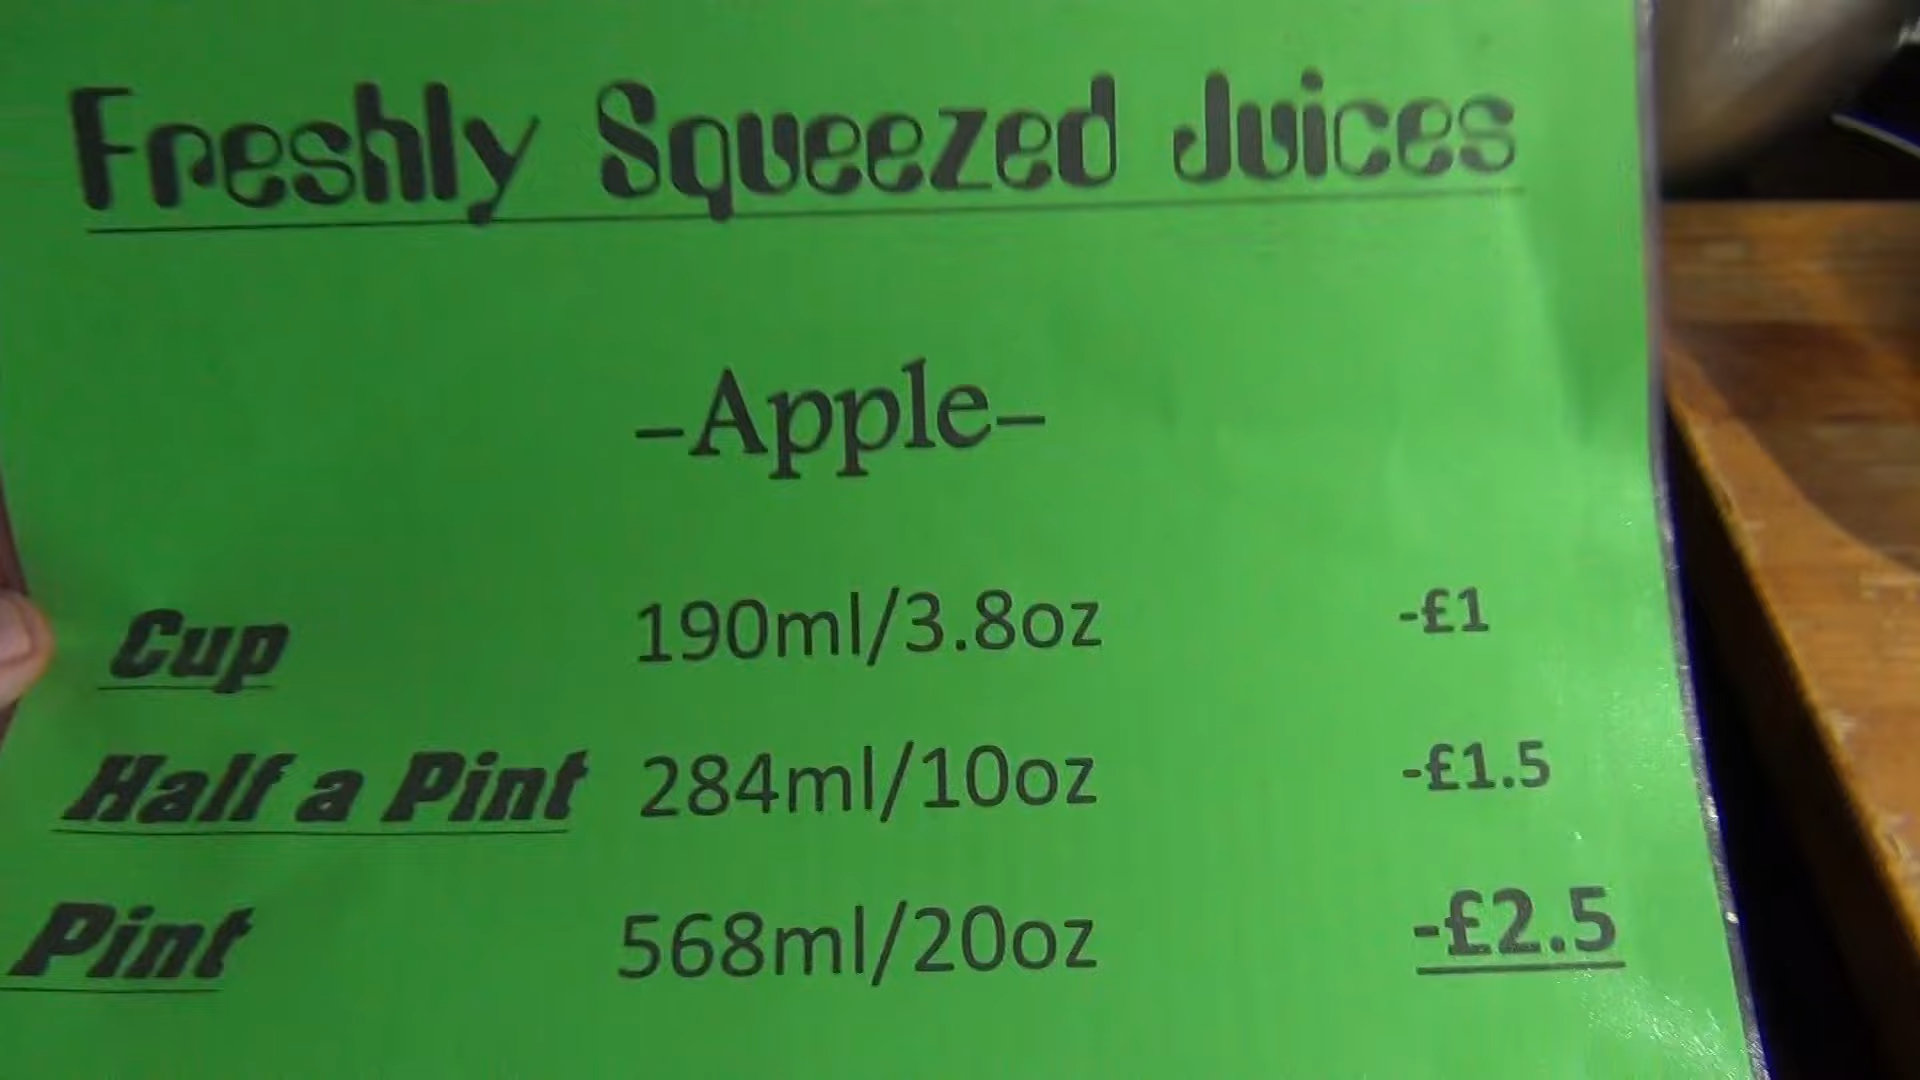 Freshly Squeezed Juices
-Apple-
Cup 190ml/3.8oz -£1
Half a Pint 284ml/10oz -£1.5
Pint 568ml/20oz -£2.5